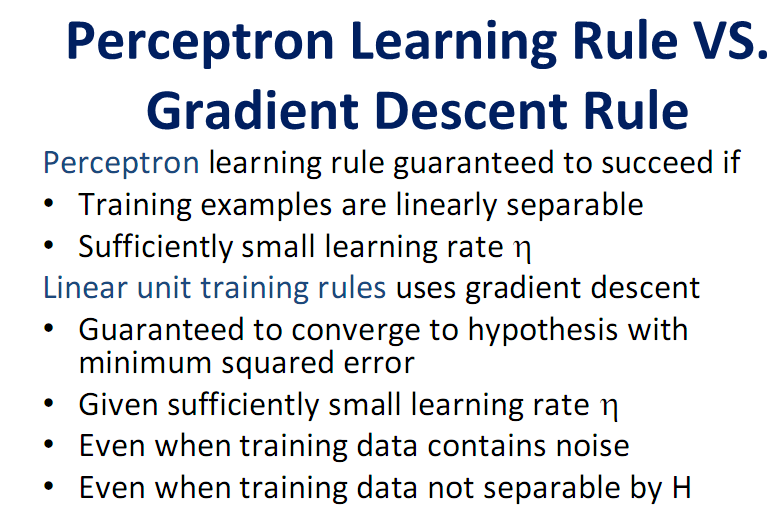 Perceptron Learning Rule VS.
Gradient Descent Rule
Perceptron learning rule guaranteed to succeed if
• Training examples are linearly separable
• Sufficiently small learning rate η
Linear unit training rules uses gradient descent
• Guaranteed to converge to hypothesis with
minimum squared error
• Given sufficiently small learning rate η
• Even when training data contains noise
• Even when training data not separable by H